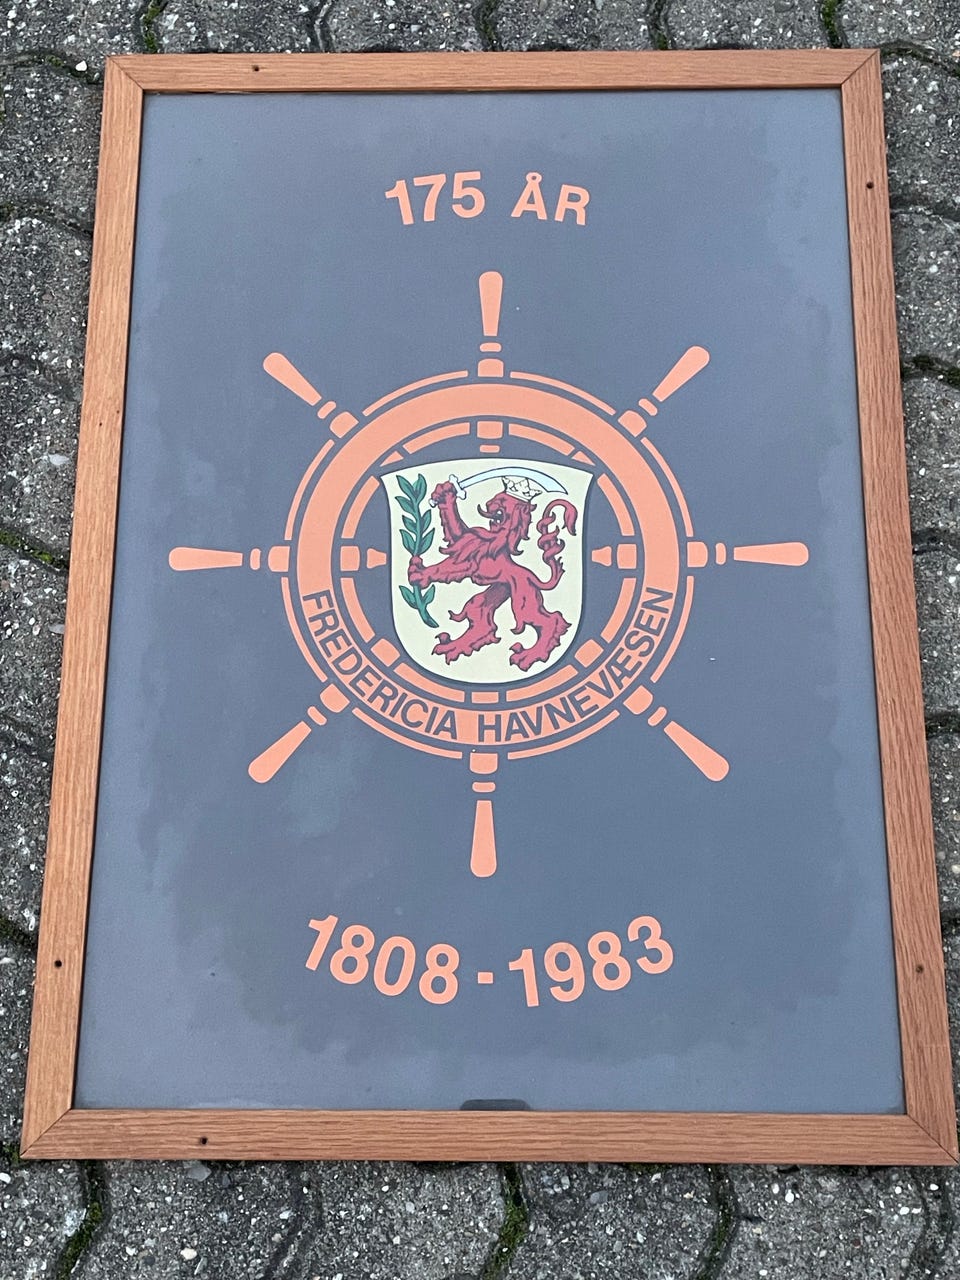 175 ÅR
FREDERICIA HAVNEVÆSEN
1808 - 1983